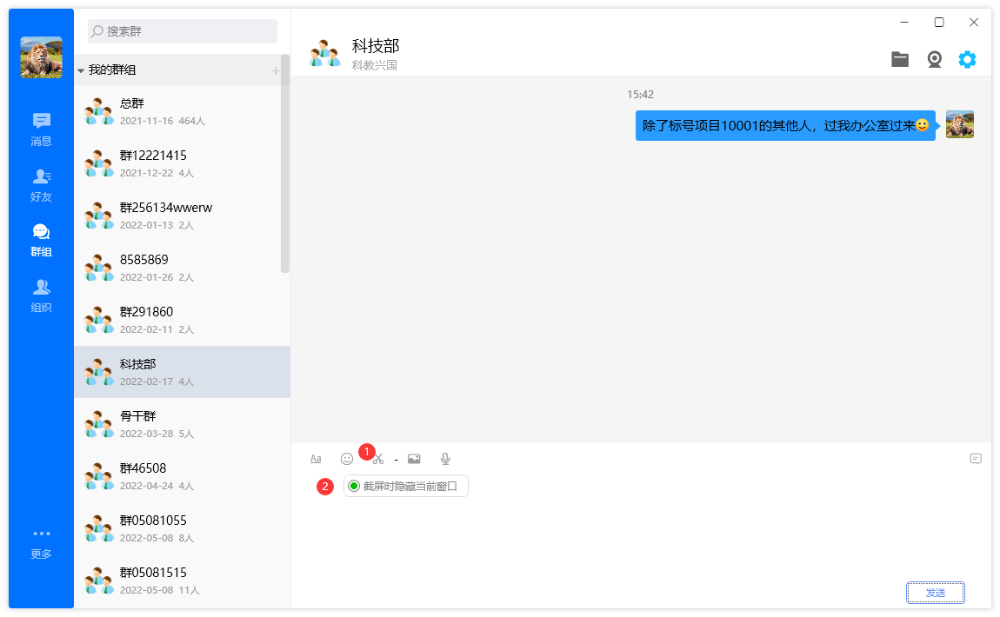 消息
好友
群组
组织
更多
搜索群
我的群组
总群
2021-11-16 464人
群12221415
2021-12-22 4人
群256134wwerw
2022-01-13 2人
8585869
2022-01-26 2人
群291860
2022-02-11 2人
科技部
2022-02-17 4人
骨干群
2022-03-28 5人
群46508
2022-04-24 4人
群05081055
2022-05-08 8人
群05081515
2022-05-08 11人
科技部
科教兴国
15:42
除了标号项目10001的其他人，过我办公室过来🙂
Aa
1
2
截屏时隐藏当前窗口
发送